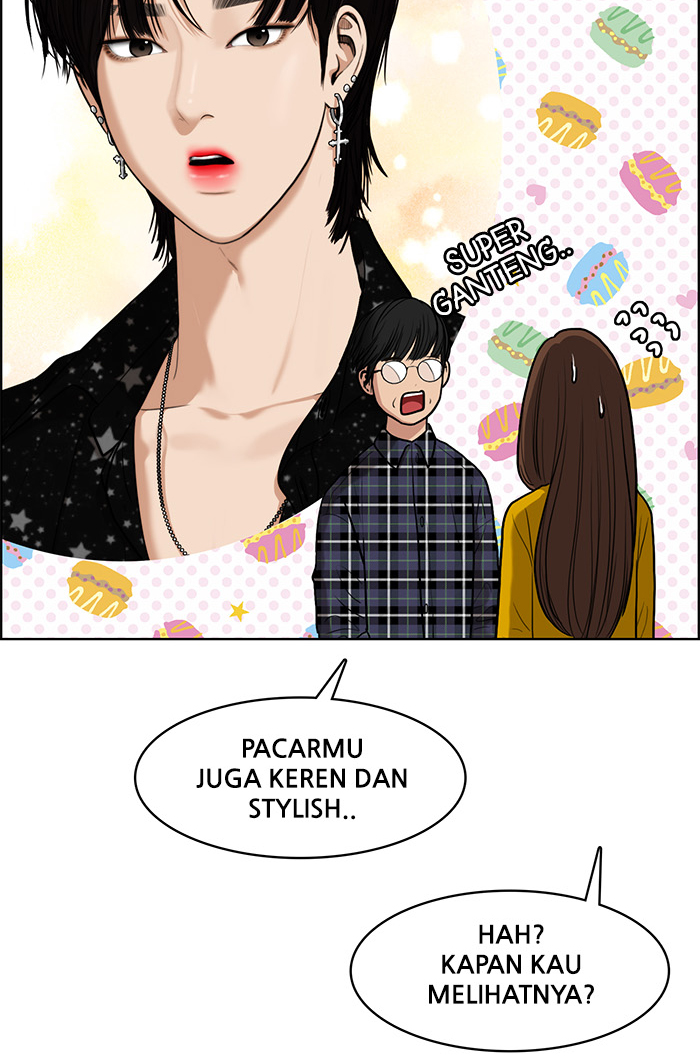 SUPER
GANTENG..
PACARMU
JUGA KEREN DAN
STYLISH..
HAH?
KAPAN KAU
MELIHATNYA?